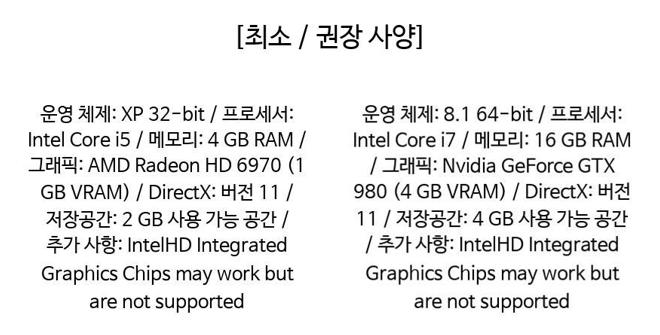 [최소 / 권장 사양]
운영 체제: XP 32-bit / 프로세서:
Intel Core i5 / 메모리: 4 GB RAM /
그래픽: AMD Radeon HD 6970 (1
GB VRAM) / DirectX: 버전 11 /
저장공간: 2 GB 사용 가능 공간 /
추가 사항: IntelHD Integrated
Graphics Chips may work but
are not supported
운영 체제: 8.1 64-bit / 프로세서:
Intel Core i7 / 메모리: 16 GB RAM
/ 그래픽: Nvidia GeForce GTX
980 (4 GB VRAM) / DirectX: 버전
11 / 저장공간: 4 GB 사용 가능 공간
/ 추가 사항: IntelHD Integrated
Graphics Chips may work but
are not supported